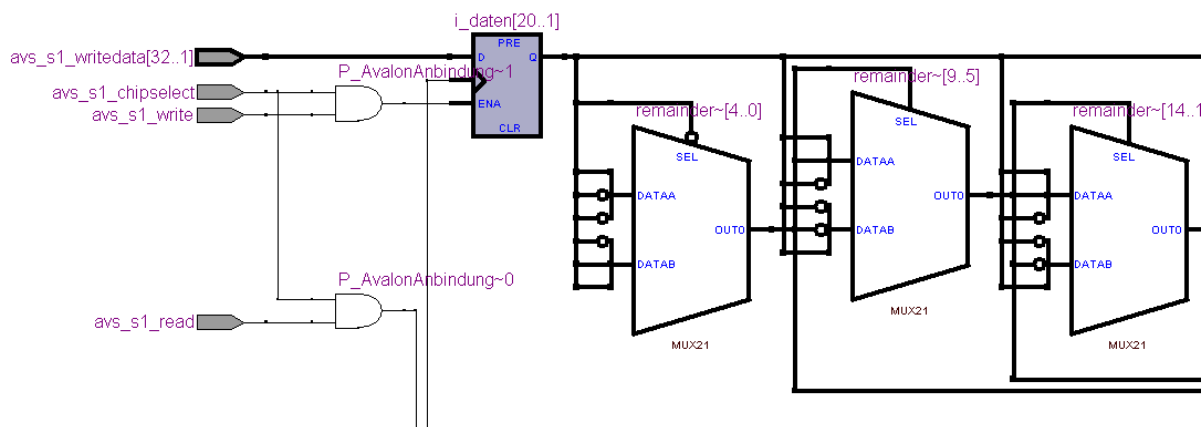 i_daten[20..1]
avs_s1_writedata[32..1]
PRE
D
Q
ENA
CLR
P_AvalonAnbindung~1
avs_s1_chipselect
avs_s1_write
remainder~[4..0]
SEL
DATAA
OUT0
DATAB
MUX21
remainder~[9..5]
SEL
DATAA
OUT0
DATAB
MUX21
remainder~[14..1
SEL
DATAA
OUT0
DATAB
MUX21
P_AvalonAnbindung~0
avs_s1_read